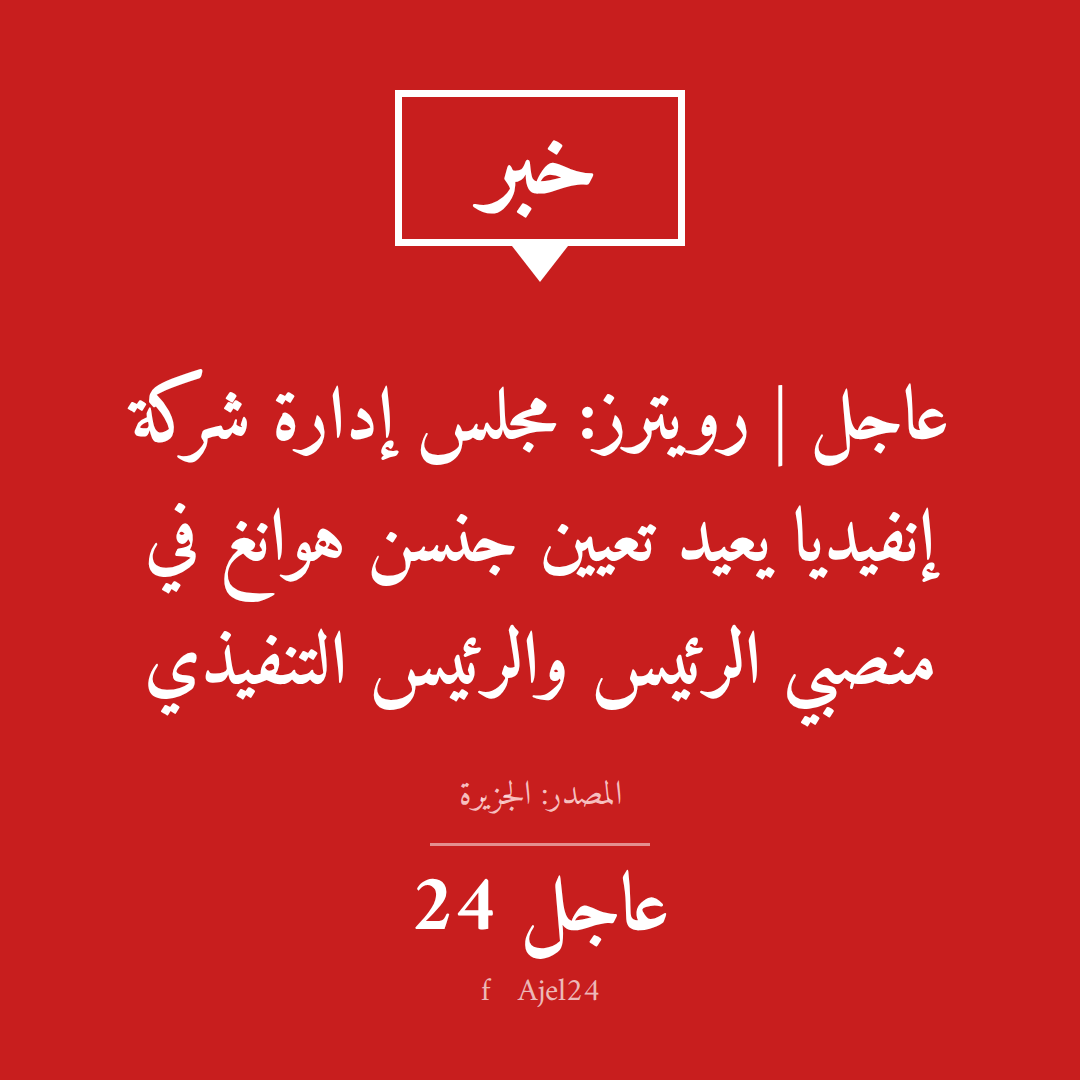 خبر
عاجل | رويترز: مجلس إدارة شركة
إنفيديا يعيد تعيين جنسن هوانغ في
منصبي الرئيس والرئيس التنفيذي
المصدر: الجزيرة
عاجل 24
f Ajel24